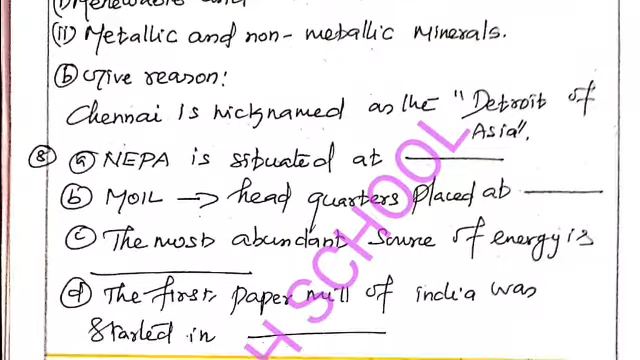 (ii) Metallic and non-metallic Minerals.
(b) Give reason:
Chennai is nicknamed as the "Detroit of
Asia".
(8) (a) NEPA is situated at ________
(b) MOIL → head quarters placed at ________
(c) The most abundant source of energy is
________
(d) The first paper mill of india was
started in ________
H SCHOOL